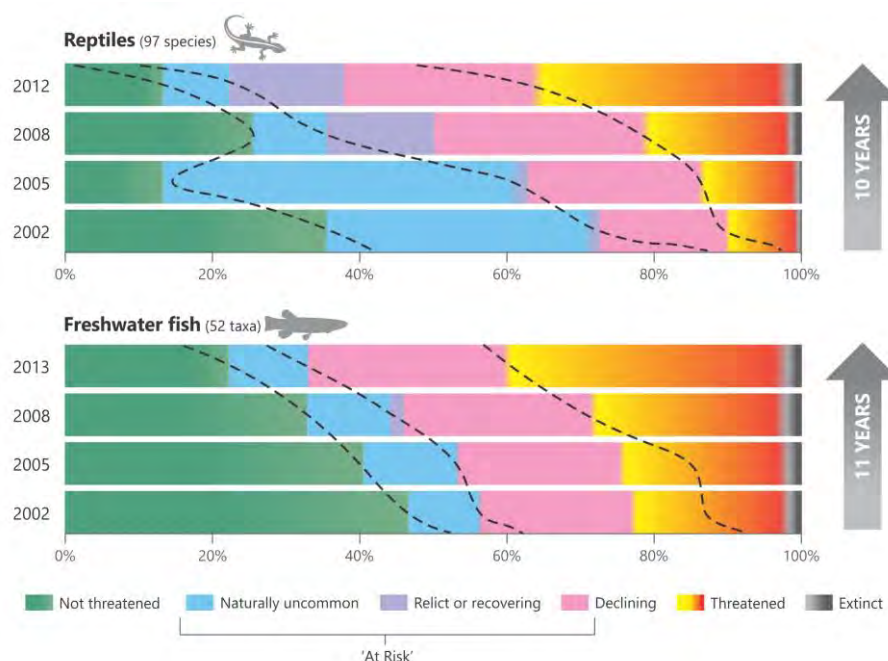 Reptiles (97 species)
2012
2008
2005
2002
0% 20% 40% 60% 80% 100%
10 YEARS
Freshwater fish (52 taxa)
2013
2008
2005
2002
0% 20% 40% 60% 80% 100%
11 YEARS
Not threatened Naturally uncommon Relict or recovering Declining Threatened Extinct
'At Risk'